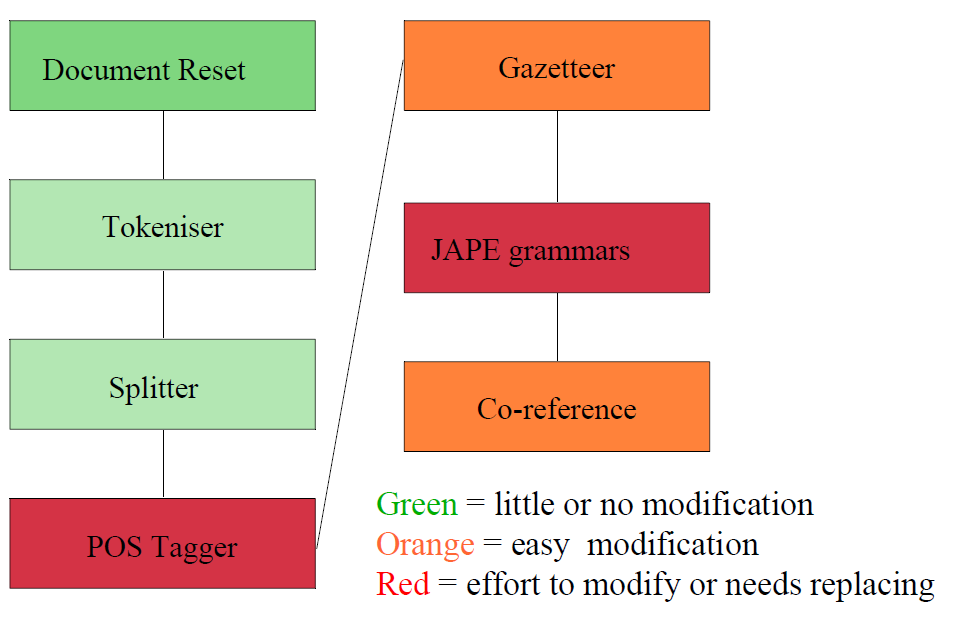 Document Reset
Tokeniser
Splitter
POS Tagger
Gazetteer
JAPE grammars
Co-reference
Green = little or no modification
Orange = easy modification
Red = effort to modify or needs replacing